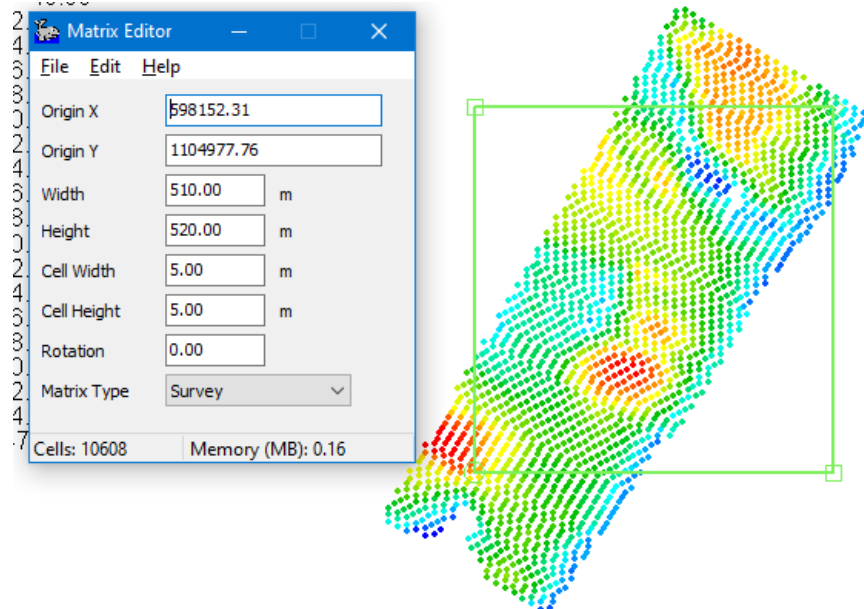 Matrix Editor
File Edit Help
Origin X 598152.31
Origin Y 1104977.76
Width 510.00 m
Height 520.00 m
Cell Width 5.00 m
Cell Height 5.00 m
Rotation 0.00
Matrix Type Survey
Cells: 10608 Memory (MB): 0.16